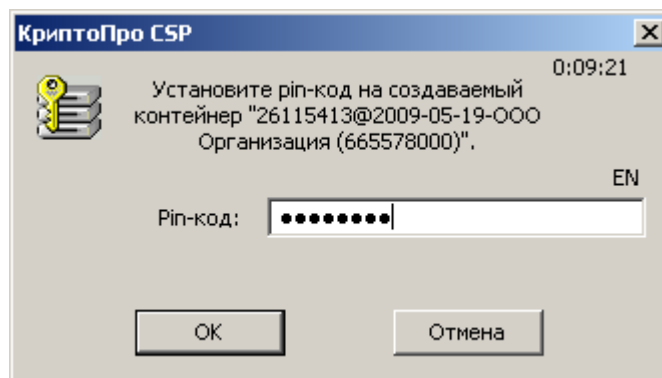 КриптоПро CSP
0:09:21
Установите pin-код на создаваемый
контейнер "26115413@2009-05-19-ООО
Организация (665578000)".
EN
Pin-код:
ОК
Отмена